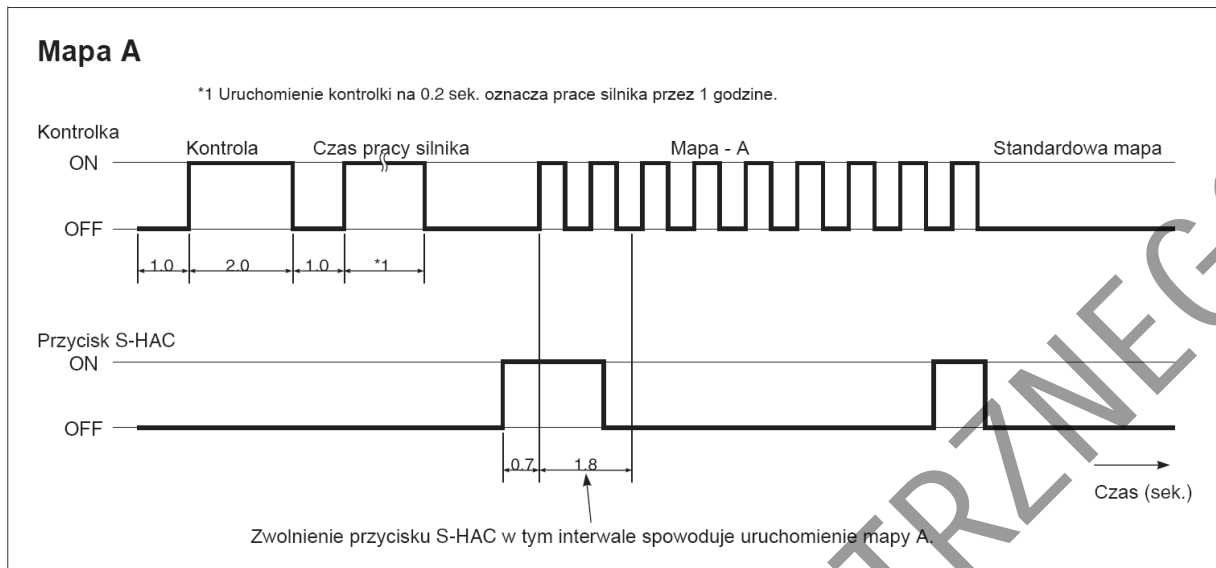 Mapa A
*1 Uruchomienie kontrolki na 0.2 sek. oznacza prace silnika przez 1 godzine.
Kontrolka
Kontrola Czas pracy silnika Mapa - A Standardowa mapa
ON
OFF
1.0 2.0 1.0 *1
Przycisk S-HAC
ON
OFF
0.7 1.8
Czas (sek.)
Zwolnienie przycisku S-HAC w tym interwale spowoduje uruchomienie mapy A.